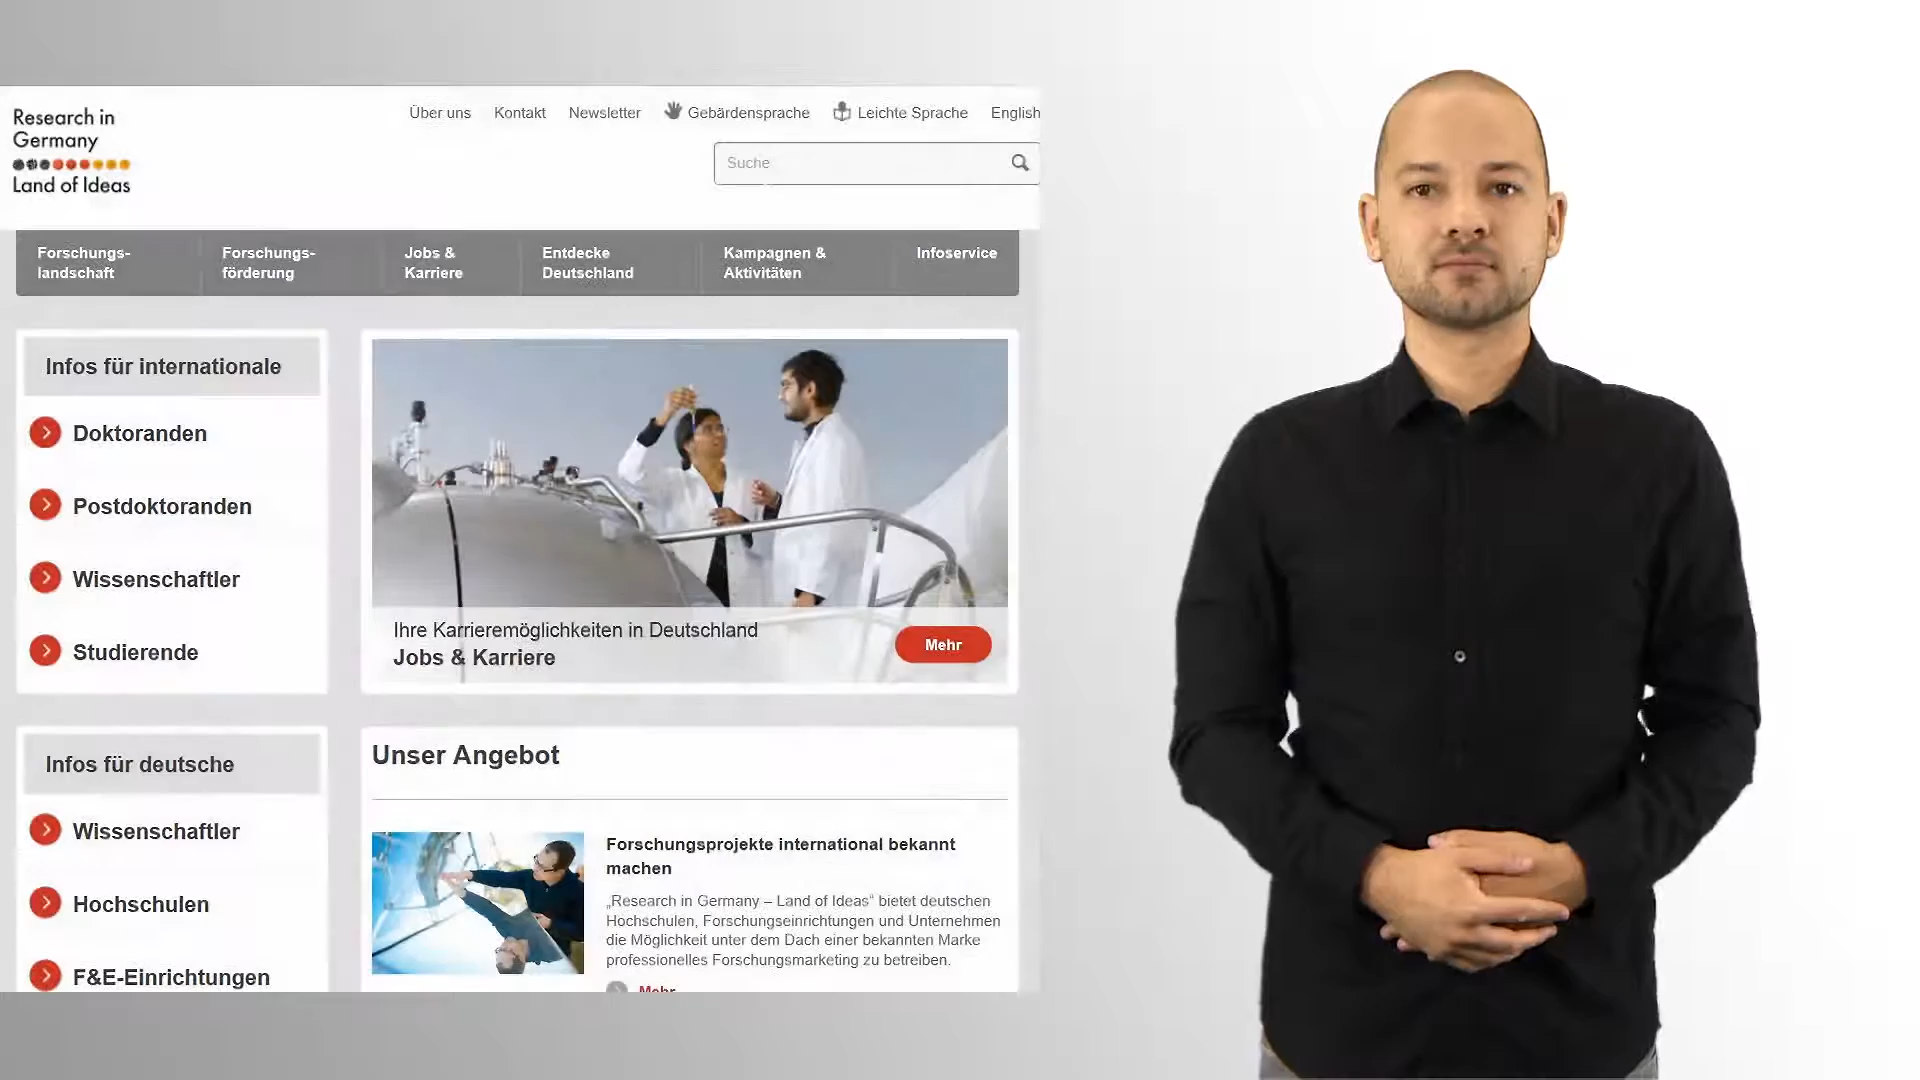 Research in
Germany
Land of Ideas
Über uns
Kontakt
Newsletter
Gebärdensprache
Leichte Sprache
English
Suche
Forschungs-
landschaft
Forschungs-
förderung
Jobs &
Karriere
Entdecke
Deutschland
Kampagnen &
Aktivitäten
Infoservice
Infos für internationale
Doktoranden
Postdoktoranden
Wissenschaftler
Studierende
Ihre Karrieremöglichkeiten in Deutschland
Jobs & Karriere
Mehr
Infos für deutsche
Wissenschaftler
Hochschulen
F&E-Einrichtungen
Unser Angebot
Forschungsprojekte international bekannt
machen
„Research in Germany – Land of Ideas“ bietet deutschen
Hochschulen, Forschungseinrichtungen und Unternehmen
die Möglichkeit unter dem Dach einer bekannten Marke
professionelles Forschungsmarketing zu betreiben.
Mehr